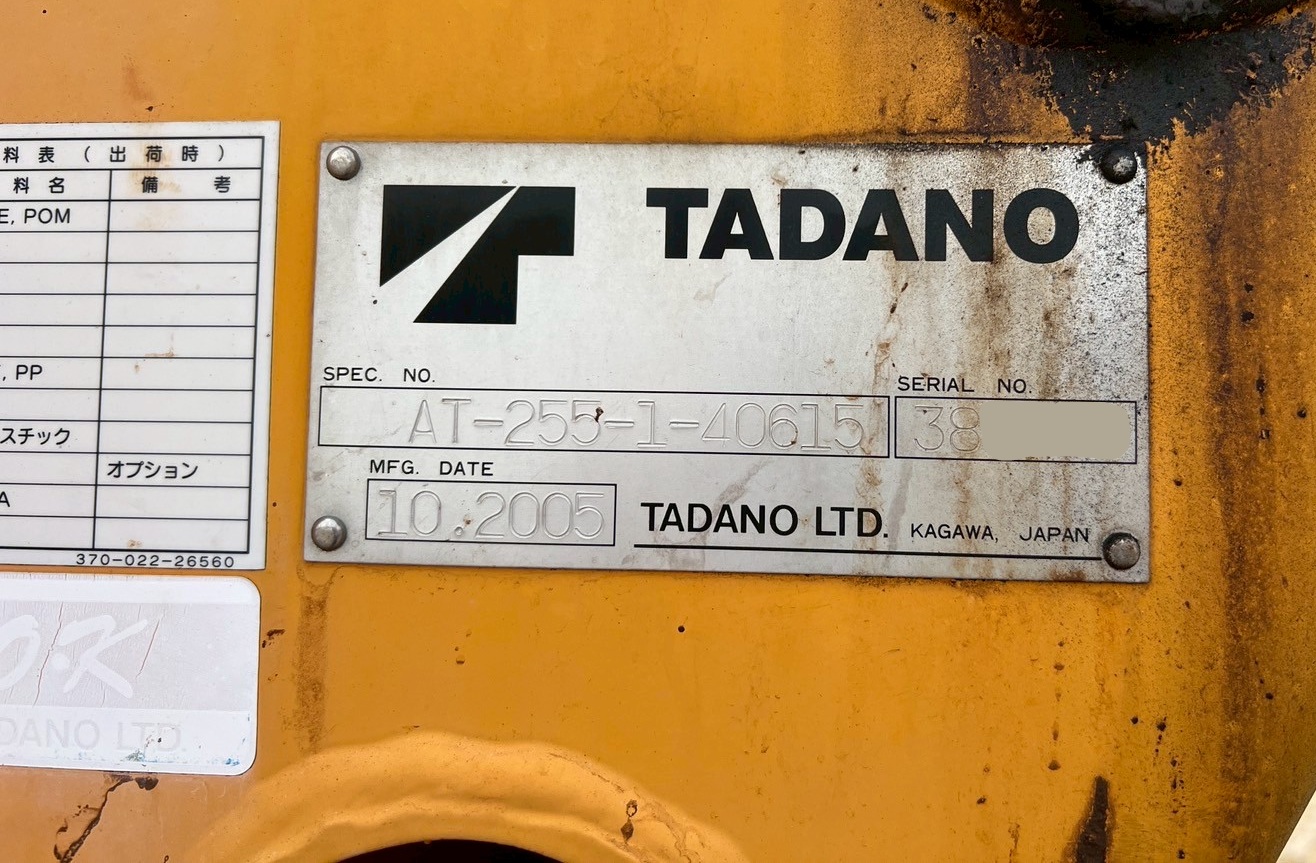 料表(出荷時)
料名 備考
E, POM
, PP
スチック
オプション
A
370-022-26560
O.K
DANO LTD.
TADANO
SPEC. NO.
AT-255-1-40615
SERIAL NO.
38
MFG. DATE
10.2005
TADANO LTD. KAGAWA, JAPAN